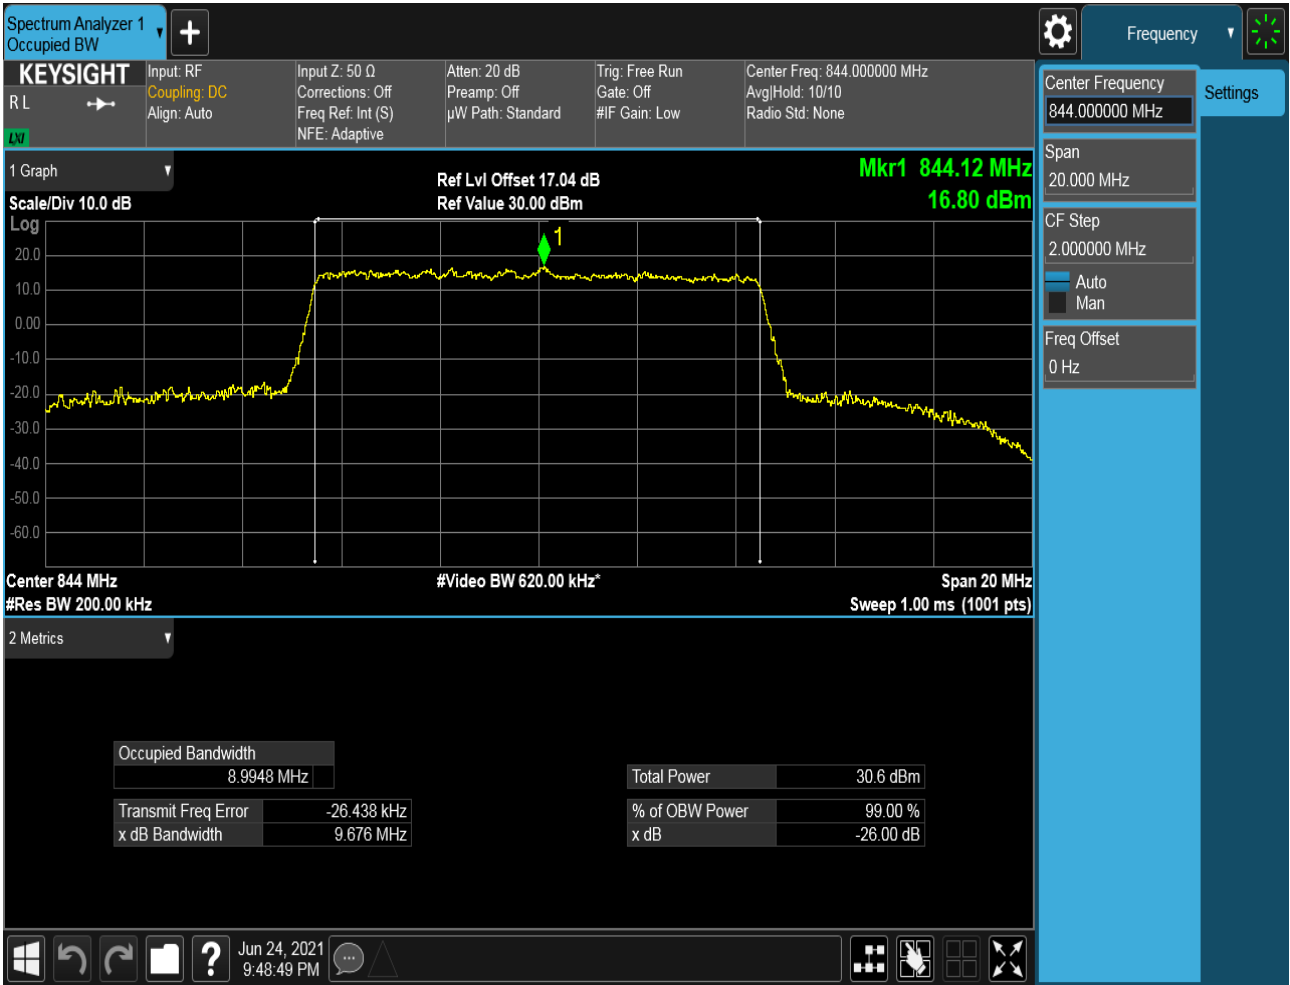 Spectrum Analyzer 1
Occupied BW
Frequency
KEYSIGHT
R L
LXI
Input: RF
Coupling: DC
Align: Auto
Input Z: 50 Ω
Corrections: Off
Freq Ref: Int (S)
NFE: Adaptive
Atten: 20 dB
Preamp: Off
µW Path: Standard
Trig: Free Run
Gate: Off
#IF Gain: Low
Center Freq: 844.000000 MHz
Avg|Hold: 10/10
Radio Std: None
Center Frequency
844.000000 MHz
Settings
Span
20.000 MHz
CF Step
2.000000 MHz
Auto
Man
Freq Offset
0 Hz
1 Graph
Scale/Div 10.0 dB
Log
Ref Lvl Offset 17.04 dB
Ref Value 30.00 dBm
Mkr1 844.12 MHz
16.80 dBm
1
20.0
10.0
0.00
-10.0
-20.0
-30.0
-40.0
-50.0
-60.0
Center 844 MHz
#Video BW 620.00 kHz*
Span 20 MHz
#Res BW 200.00 kHz
Sweep 1.00 ms (1001 pts)
2 Metrics
Occupied Bandwidth
8.9948 MHz
Total Power 30.6 dBm
Transmit Freq Error -26.438 kHz
% of OBW Power 99.00 %
x dB Bandwidth 9.676 MHz
x dB -26.00 dB
?
Jun 24, 2021
9:48:49 PM